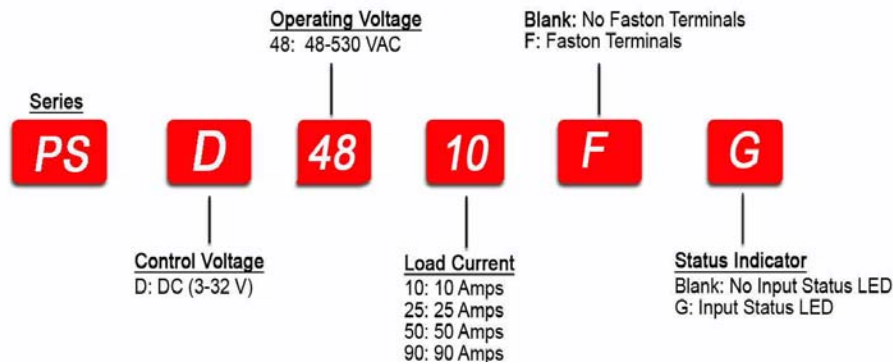 Operating Voltage
48: 48-530 VAC
Blank: No Faston Terminals
F: Faston Terminals
Series
PS
D
48
10
F
G
Control Voltage
D: DC (3-32 V)
Load Current
10: 10 Amps
25: 25 Amps
50: 50 Amps
90: 90 Amps
Status Indicator
Blank: No Input Status LED
G: Input Status LED